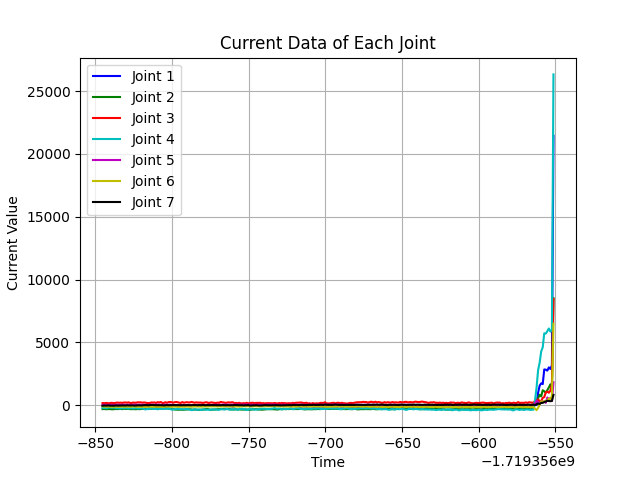 Current Data of Each Joint
Current Value
25000
20000
15000
10000
5000
0
Joint 1
Joint 2
Joint 3
Joint 4
Joint 5
Joint 6
Joint 7
−850 −800 −750 −700 −650 −600 −550
Time
−1.719356e9